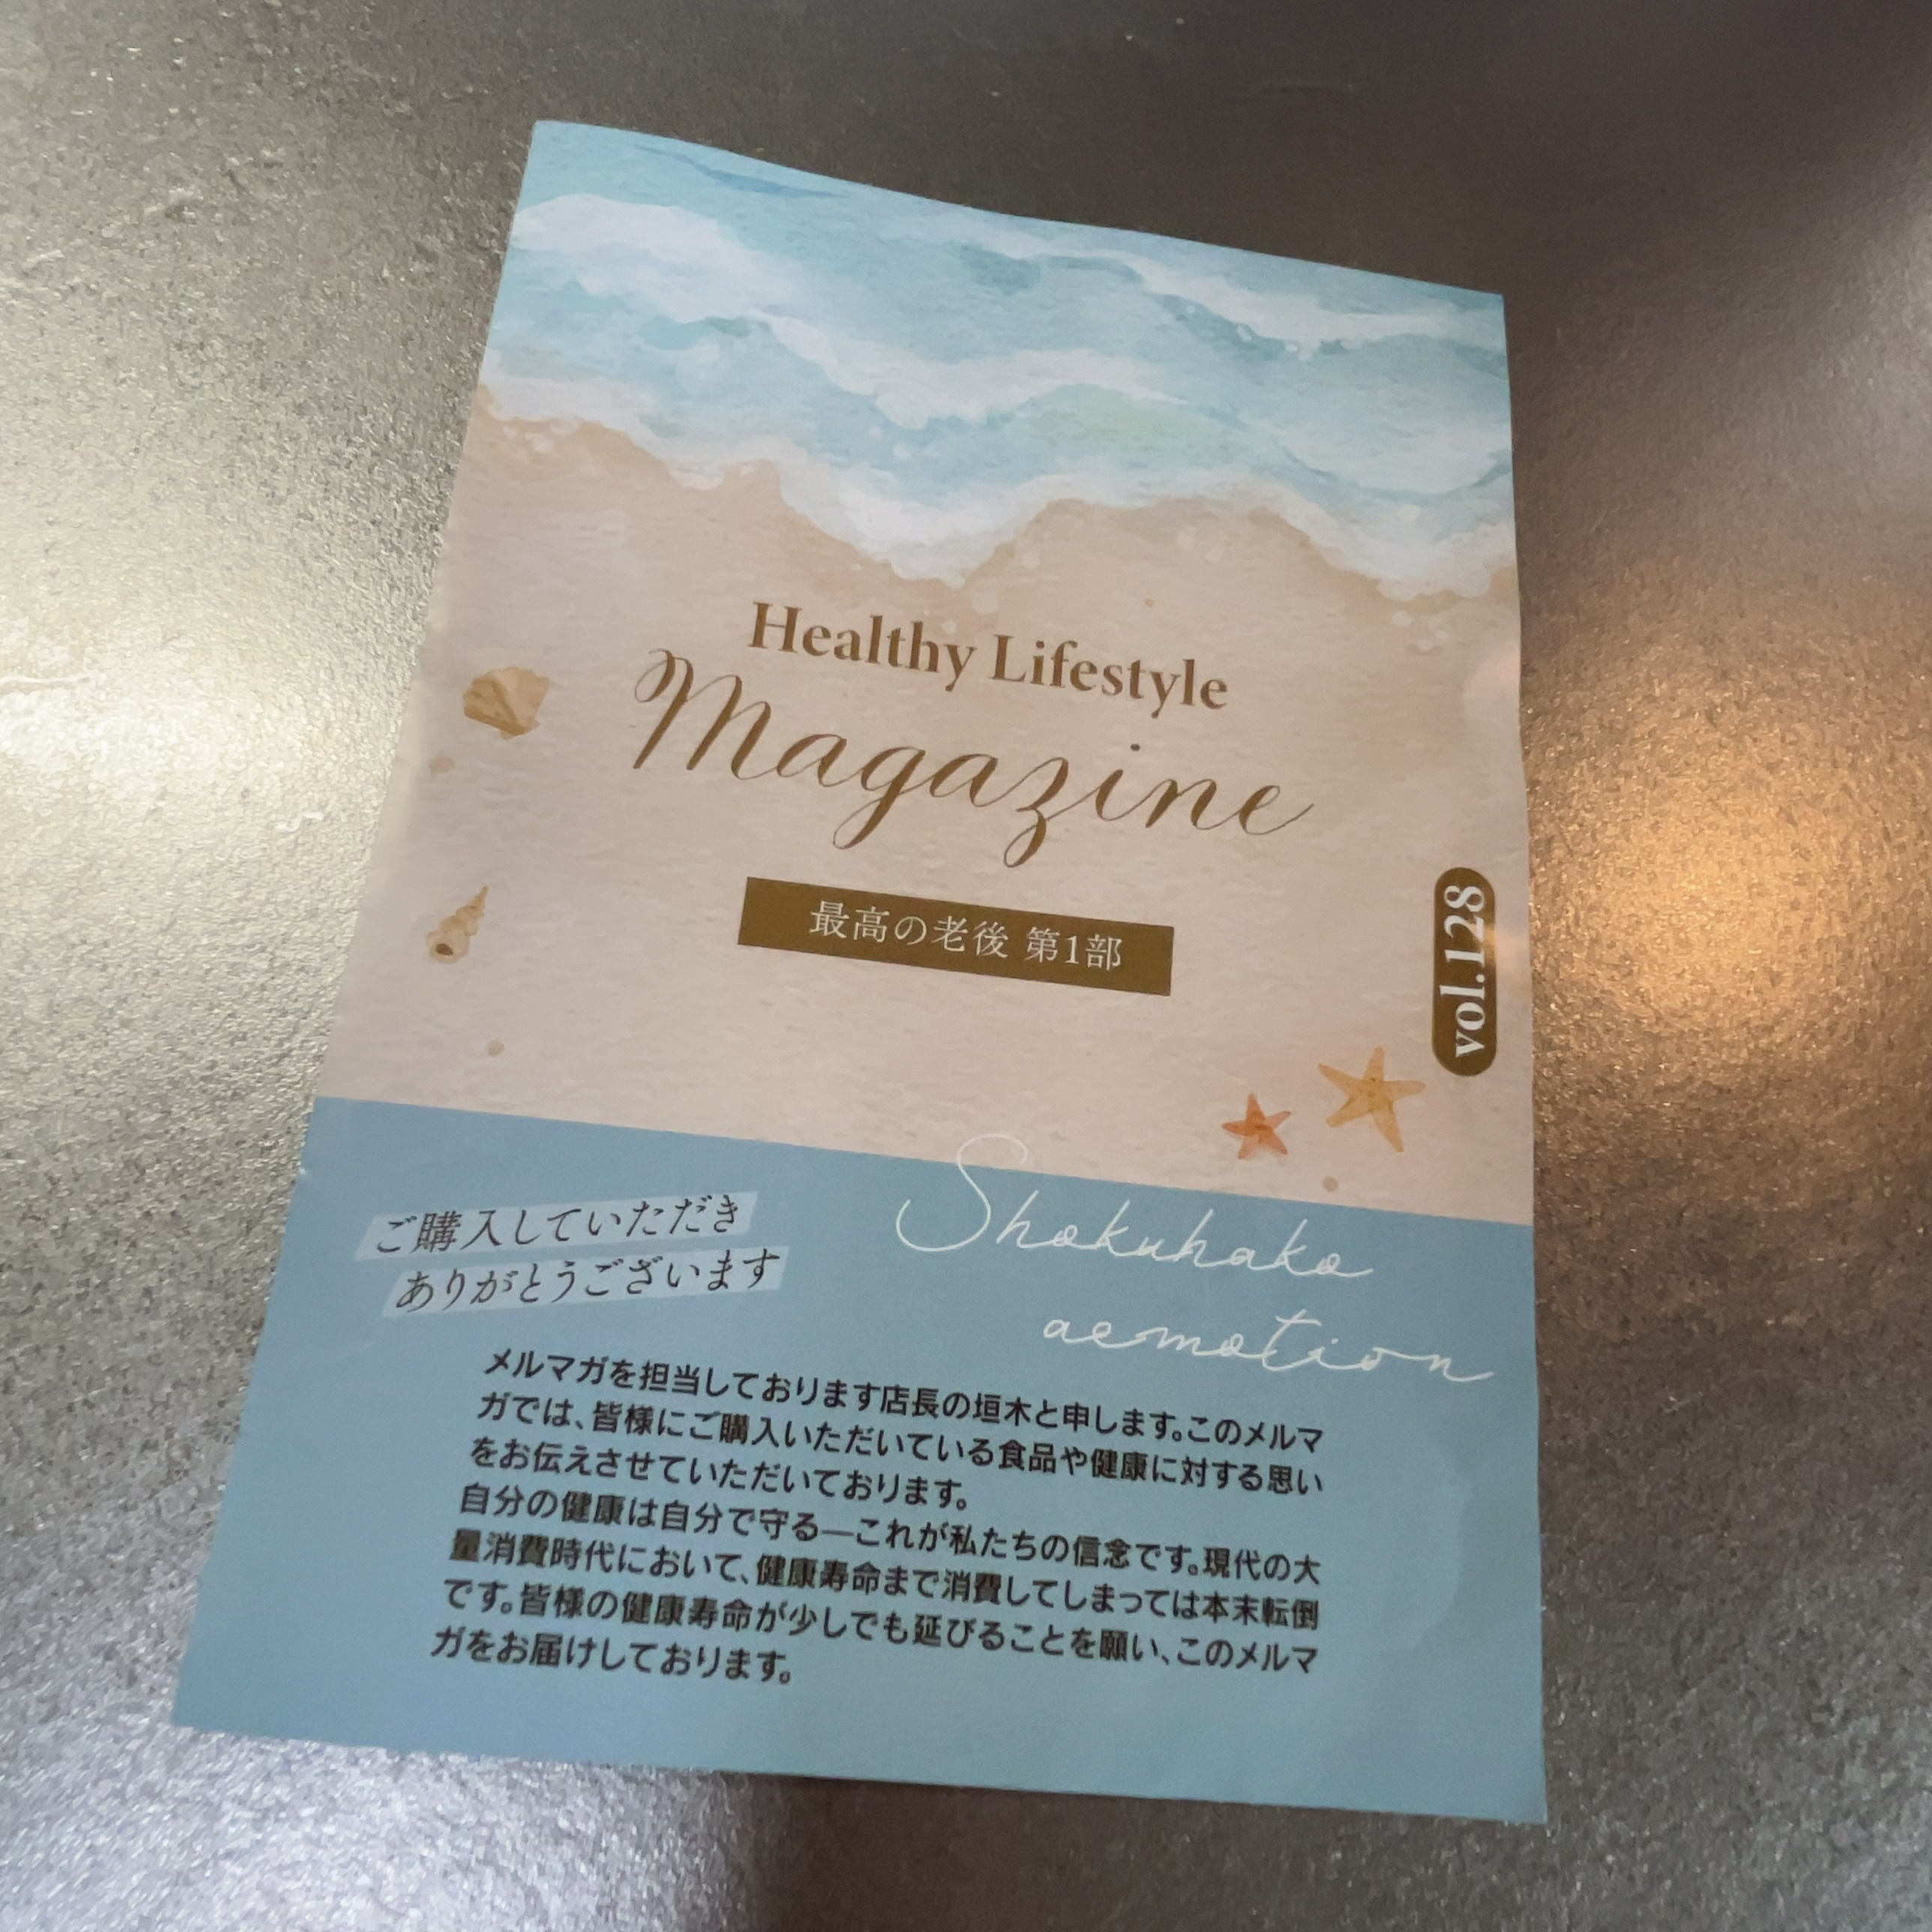 Healthy Lifestyle
Magazine
最高の老後 第1部
vol.128
ご購入していただき
ありがとうございます
Shokuhako
aemotion
メルマガを担当しております店長の垣木と申します。このメルマ
ガでは、皆様にご購入いただいている食品や健康に対する思い
をお伝えさせていただいております。
自分の健康は自分で守る―これが私たちの信念です。現代の大
量消費時代において、健康寿命まで消費してしまっては本末転倒
です。皆様の健康寿命が少しでも延びることを願い、このメルマ
ガをお届けしております。